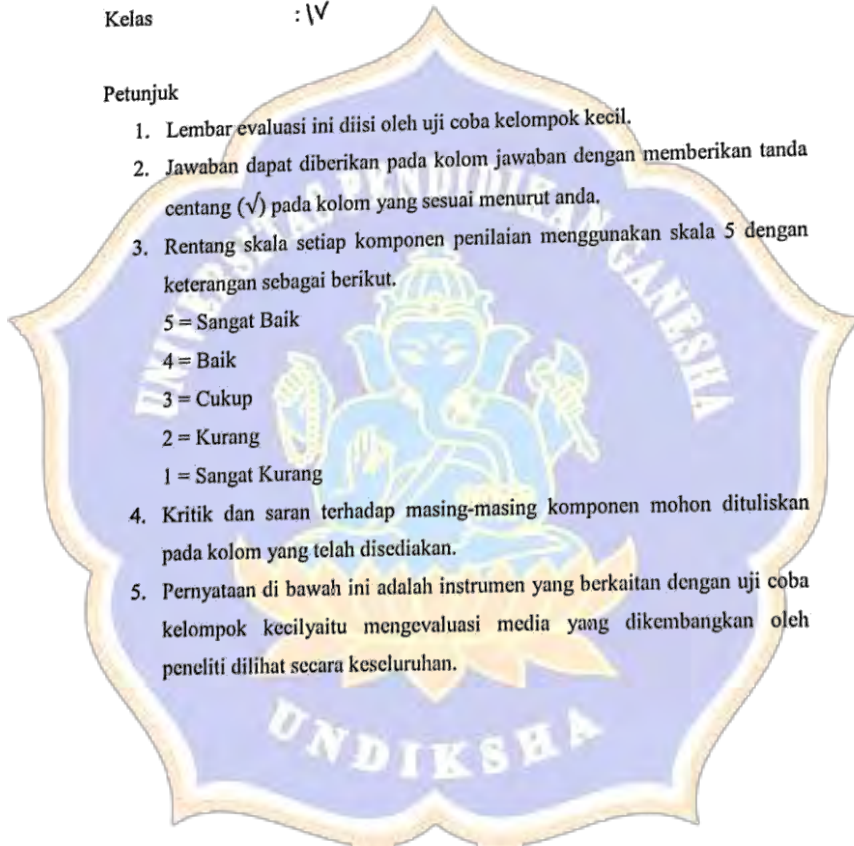 Kelas : IV
Petunjuk
1. Lembar evaluasi ini diisi oleh uji coba kelompok kecil.
2. Jawaban dapat diberikan pada kolom jawaban dengan memberikan tanda
centang (√) pada kolom yang sesuai menurut anda.
3. Rentang skala setiap komponen penilaian menggunakan skala 5 dengan
keterangan sebagai berikut.
5 = Sangat Baik
4 = Baik
3 = Cukup
2 = Kurang
1 = Sangat Kurang
4. Kritik dan saran terhadap masing-masing komponen mohon dituliskan
pada kolom yang telah disediakan.
5. Pernyataan di bawah ini adalah instrumen yang berkaitan dengan uji coba
kelompok kecilyaitu mengevaluasi media yang dikembangkan oleh
peneliti dilihat secara keseluruhan.
UNIVERSITAS PENDIDIKAN GANESHA
UNDIKSHA